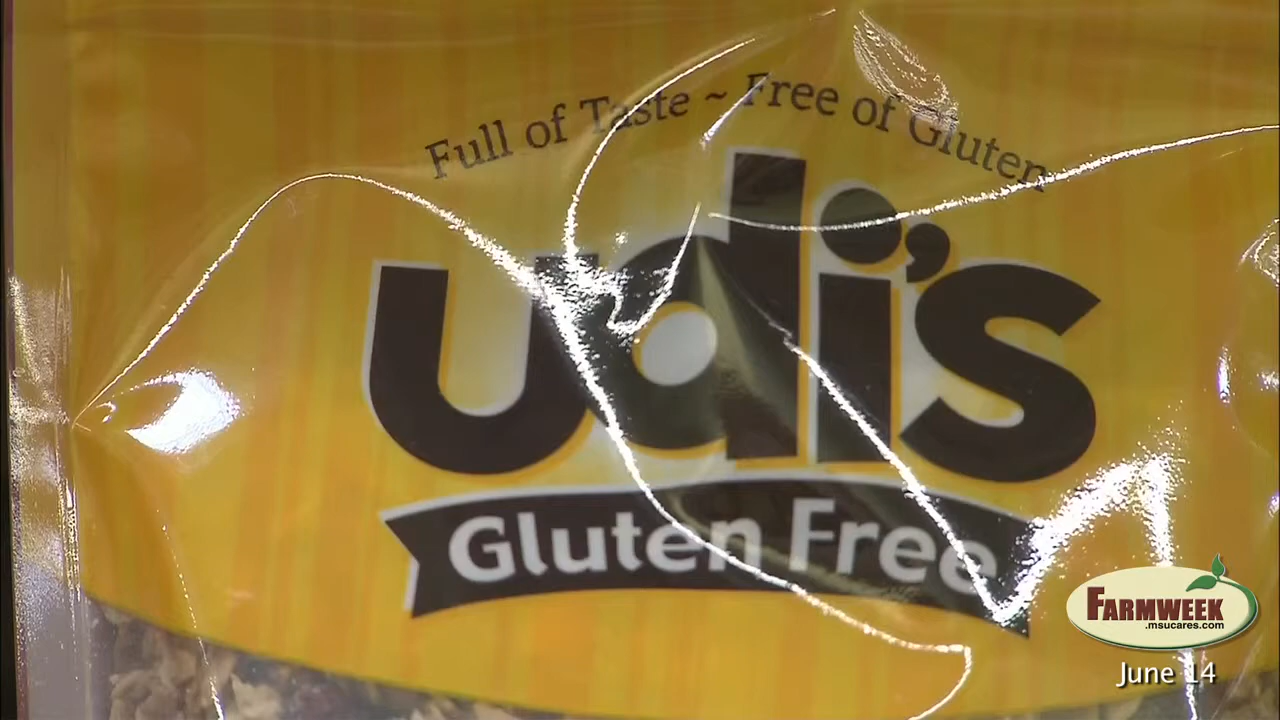 Full of Taste ~ Free of Gluten
udi's
Gluten Free
FARMWEEK
.msucares.com
June 14